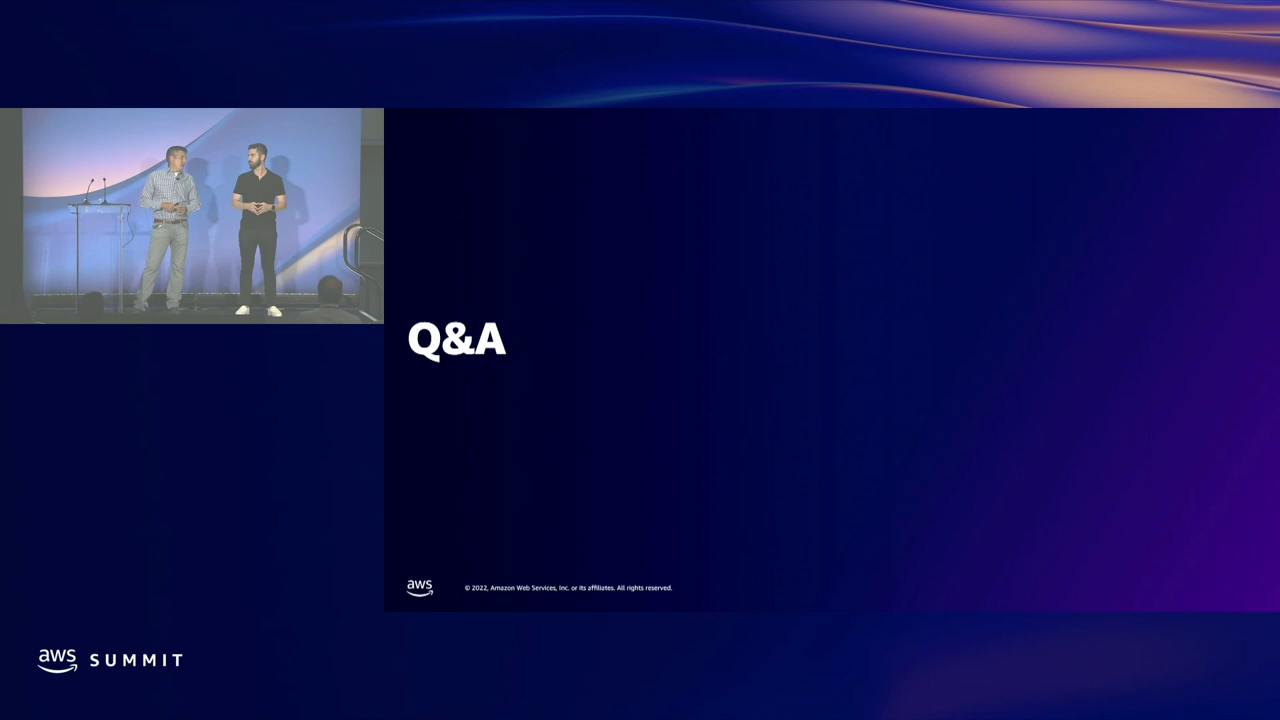 Q&A
aws
© 2022, Amazon Web Services, Inc. or its affiliates. All rights reserved.
aws SUMMIT